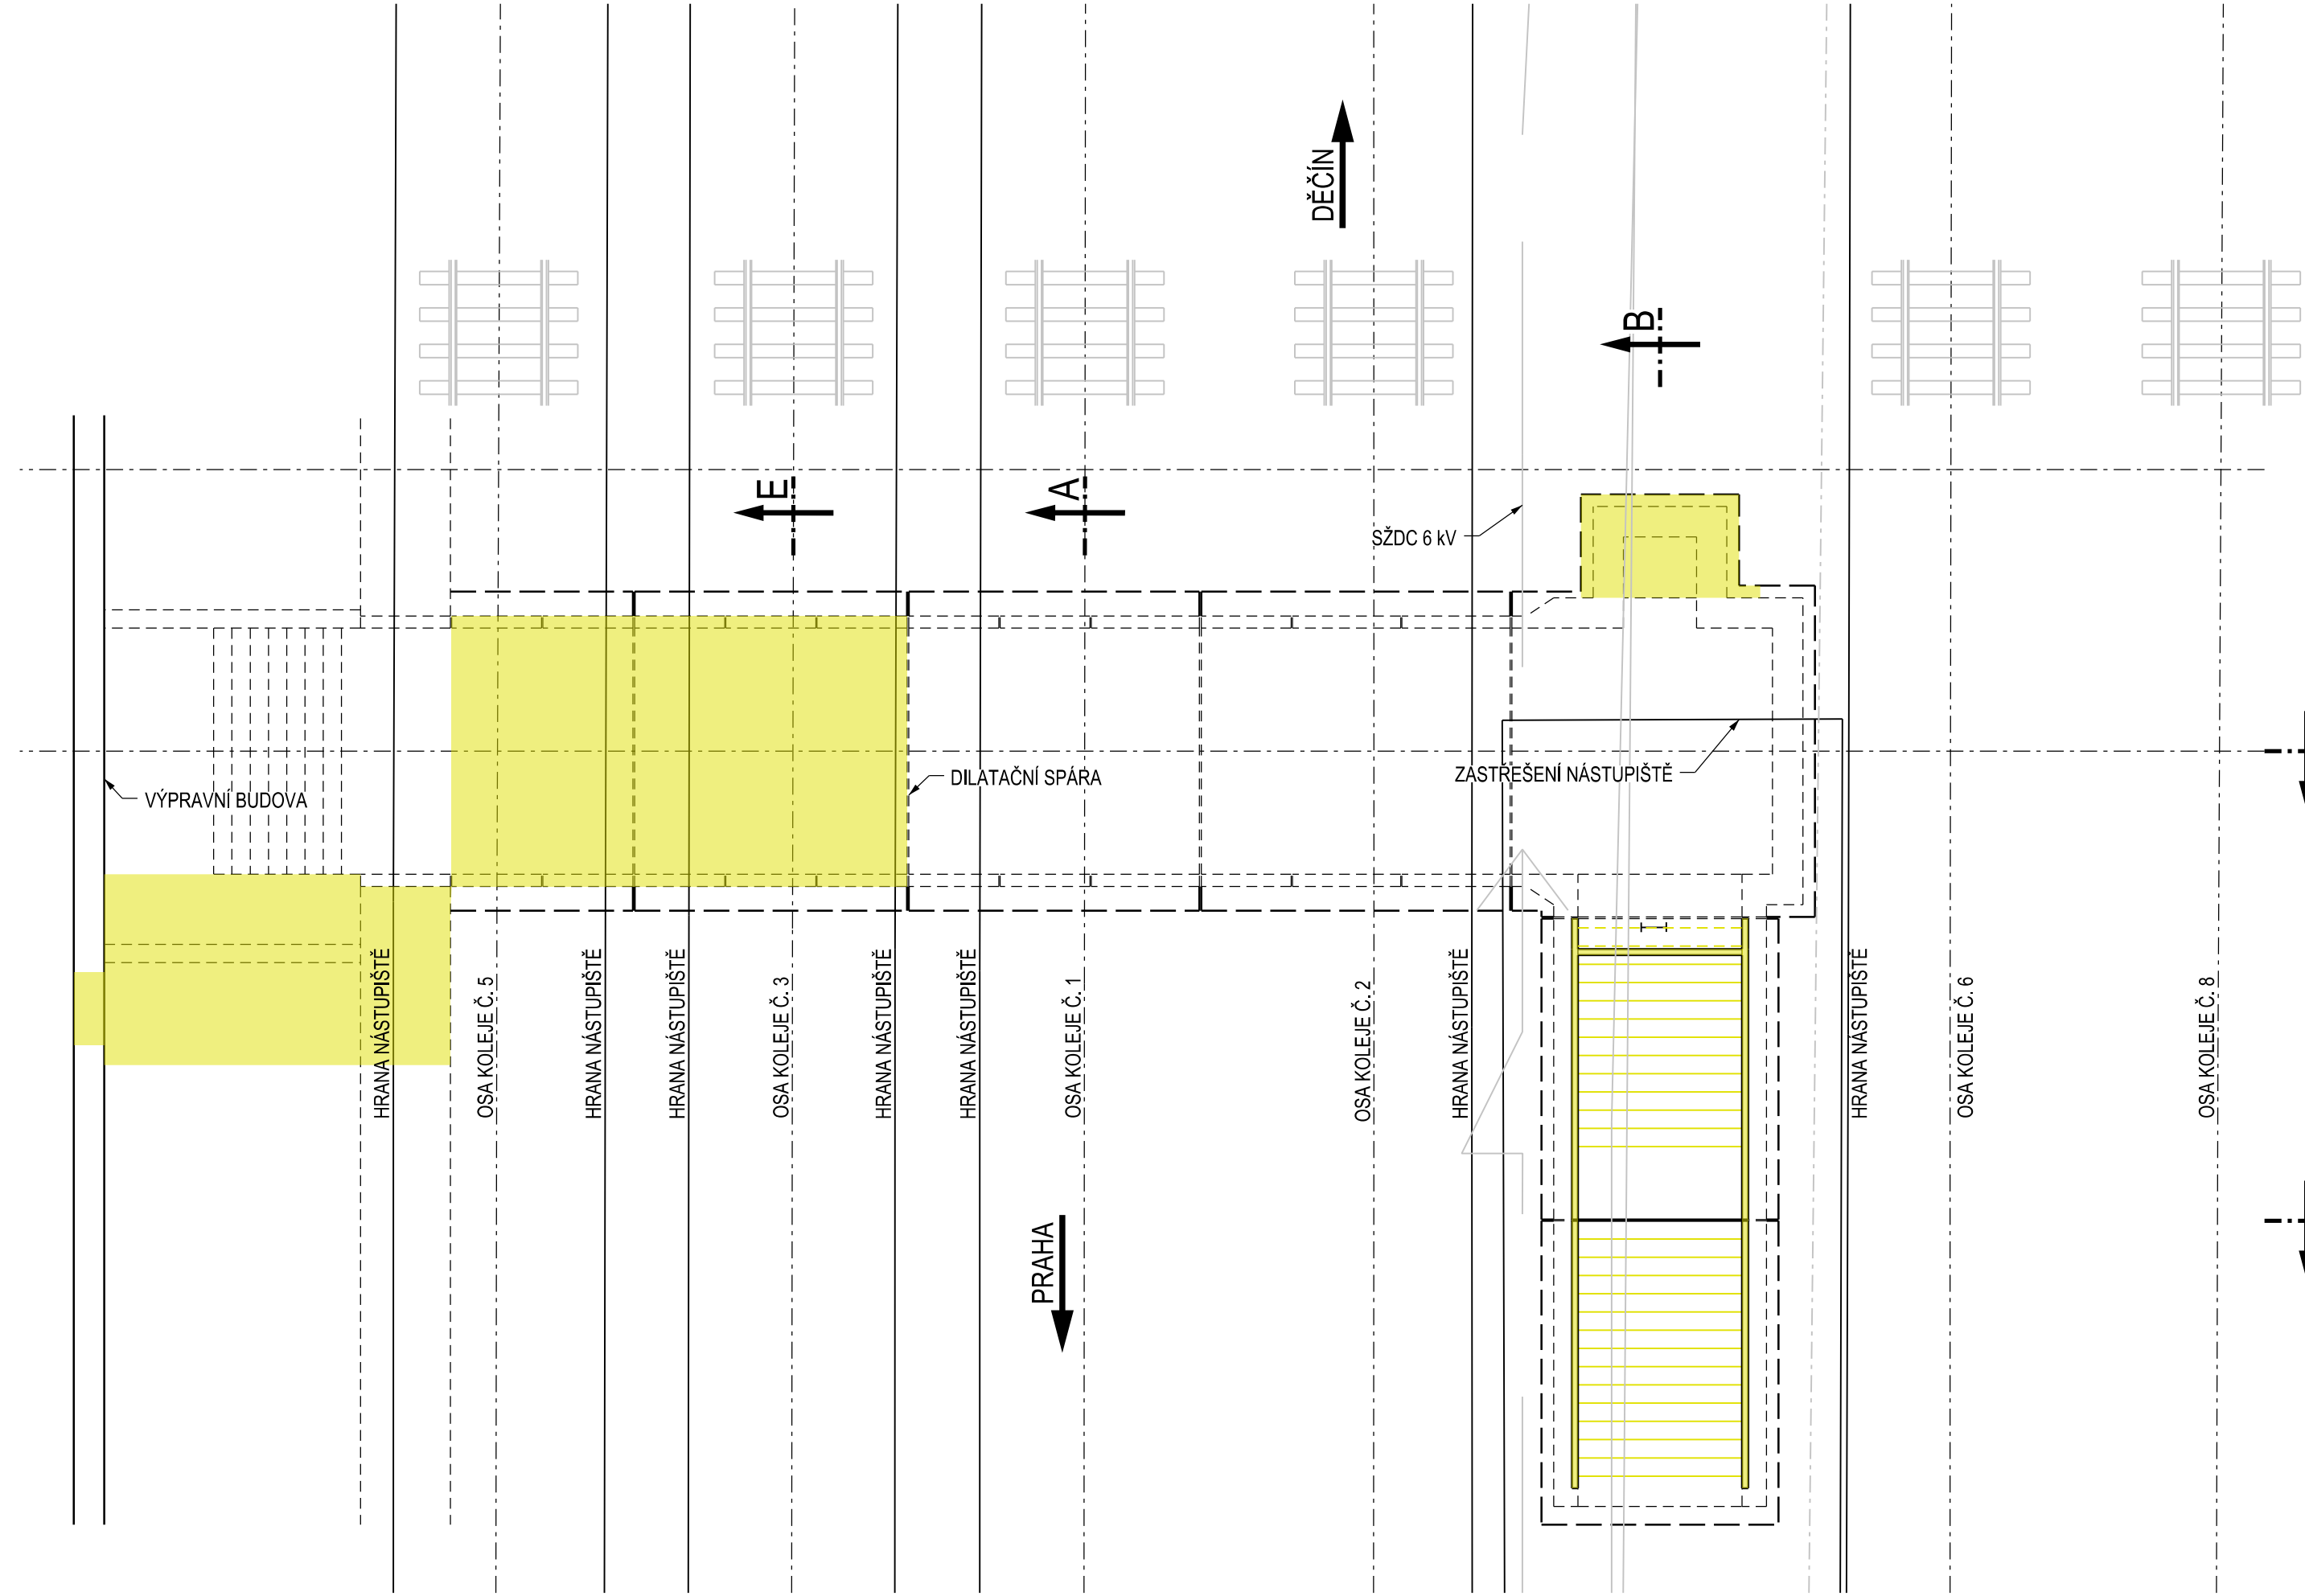 DĚČÍN
B
E
A
SŽDC 6 kV
VÝPRAVNÍ BUDOVA
DILATAČNÍ SPÁRA
ZASTŘEŠENÍ NÁSTUPIŠTĚ
HRANA NÁSTUPIŠTĚ
OSA KOLEJE Č. 5
HRANA NÁSTUPIŠTĚ
HRANA NÁSTUPIŠTĚ
OSA KOLEJE Č. 3
HRANA NÁSTUPIŠTĚ
HRANA NÁSTUPIŠTĚ
OSA KOLEJE Č. 1
OSA KOLEJE Č. 2
HRANA NÁSTUPIŠTĚ
HRANA NÁSTUPIŠTĚ
OSA KOLEJE Č. 6
OSA KOLEJE Č. 8
PRAHA